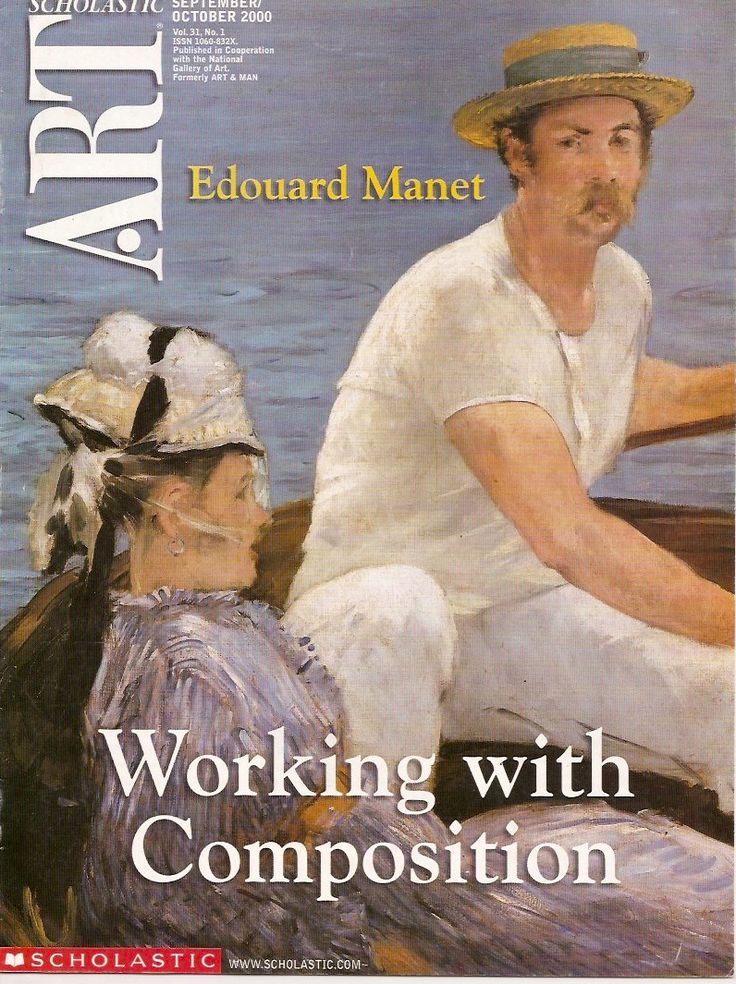 SCHOLASTIC
ART®
SEPTEMBER/
OCTOBER 2000
Vol. 31, No. 1
ISSN 1060-832X.
Published in Cooperation
with the National
Gallery of Art.
Formerly ART & MAN
Edouard Manet
Working with
Composition
SCHOLASTIC
WWW.SCHOLASTIC.COM